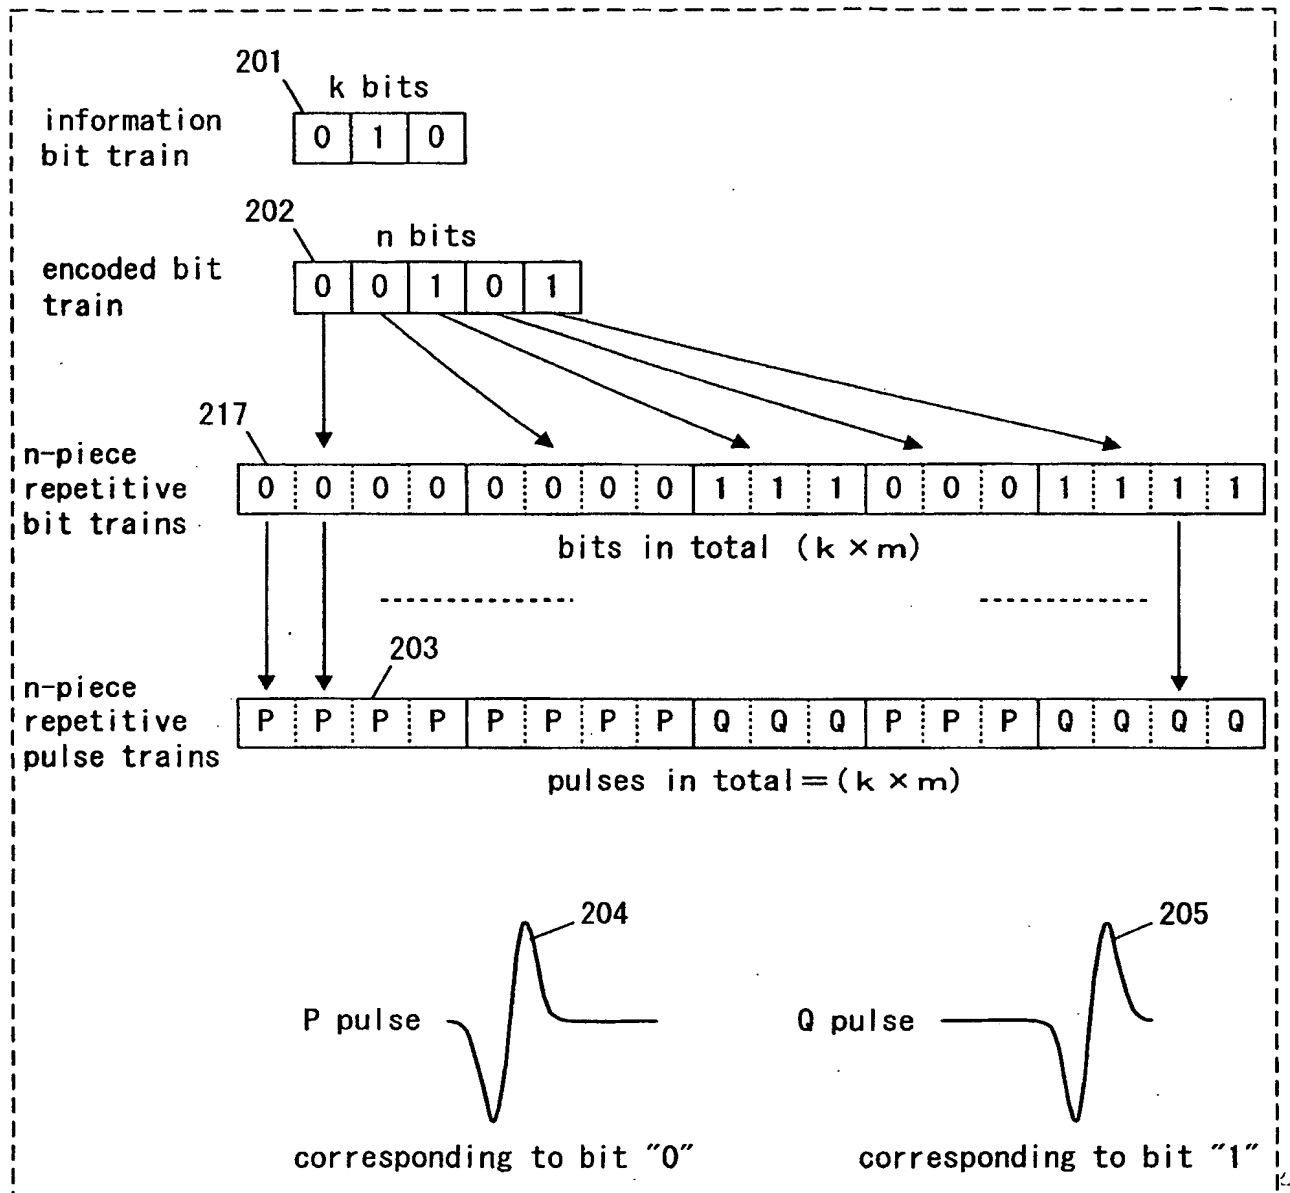 201
k bits
information
bit train
0 1 0
202
n bits
encoded bit
train
0 0 1 0 1
217
n-piece
repetitive
bit trains
0 0 0 0 0 0 0 0 1 1 1 0 0 0 1 1 1 1
bits in total (k×m)
203
n-piece
repetitive
pulse trains
P P P P P P P P Q Q Q P P P Q Q Q Q
pulses in total=(k×m)
204
205
P pulse
Q pulse
corresponding to bit "0"
corresponding to bit "1"